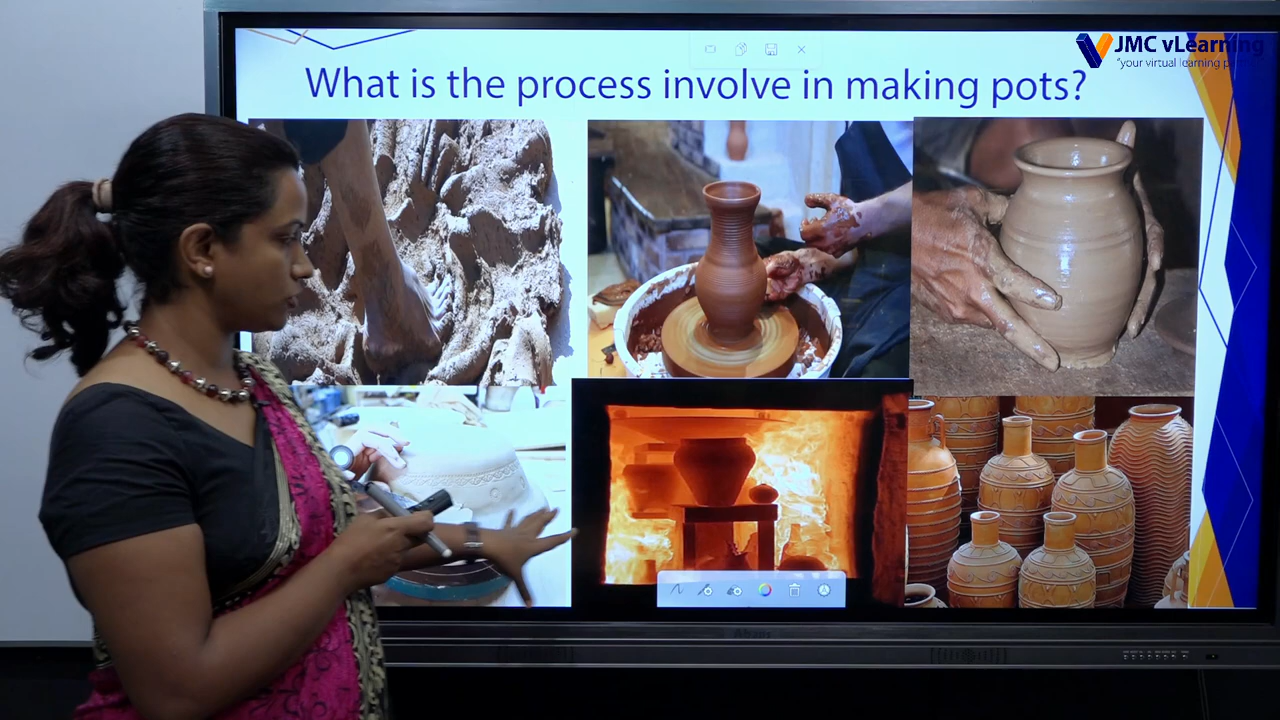 JMC vLearning
"your virtual learning
What is the process involve in making pots?